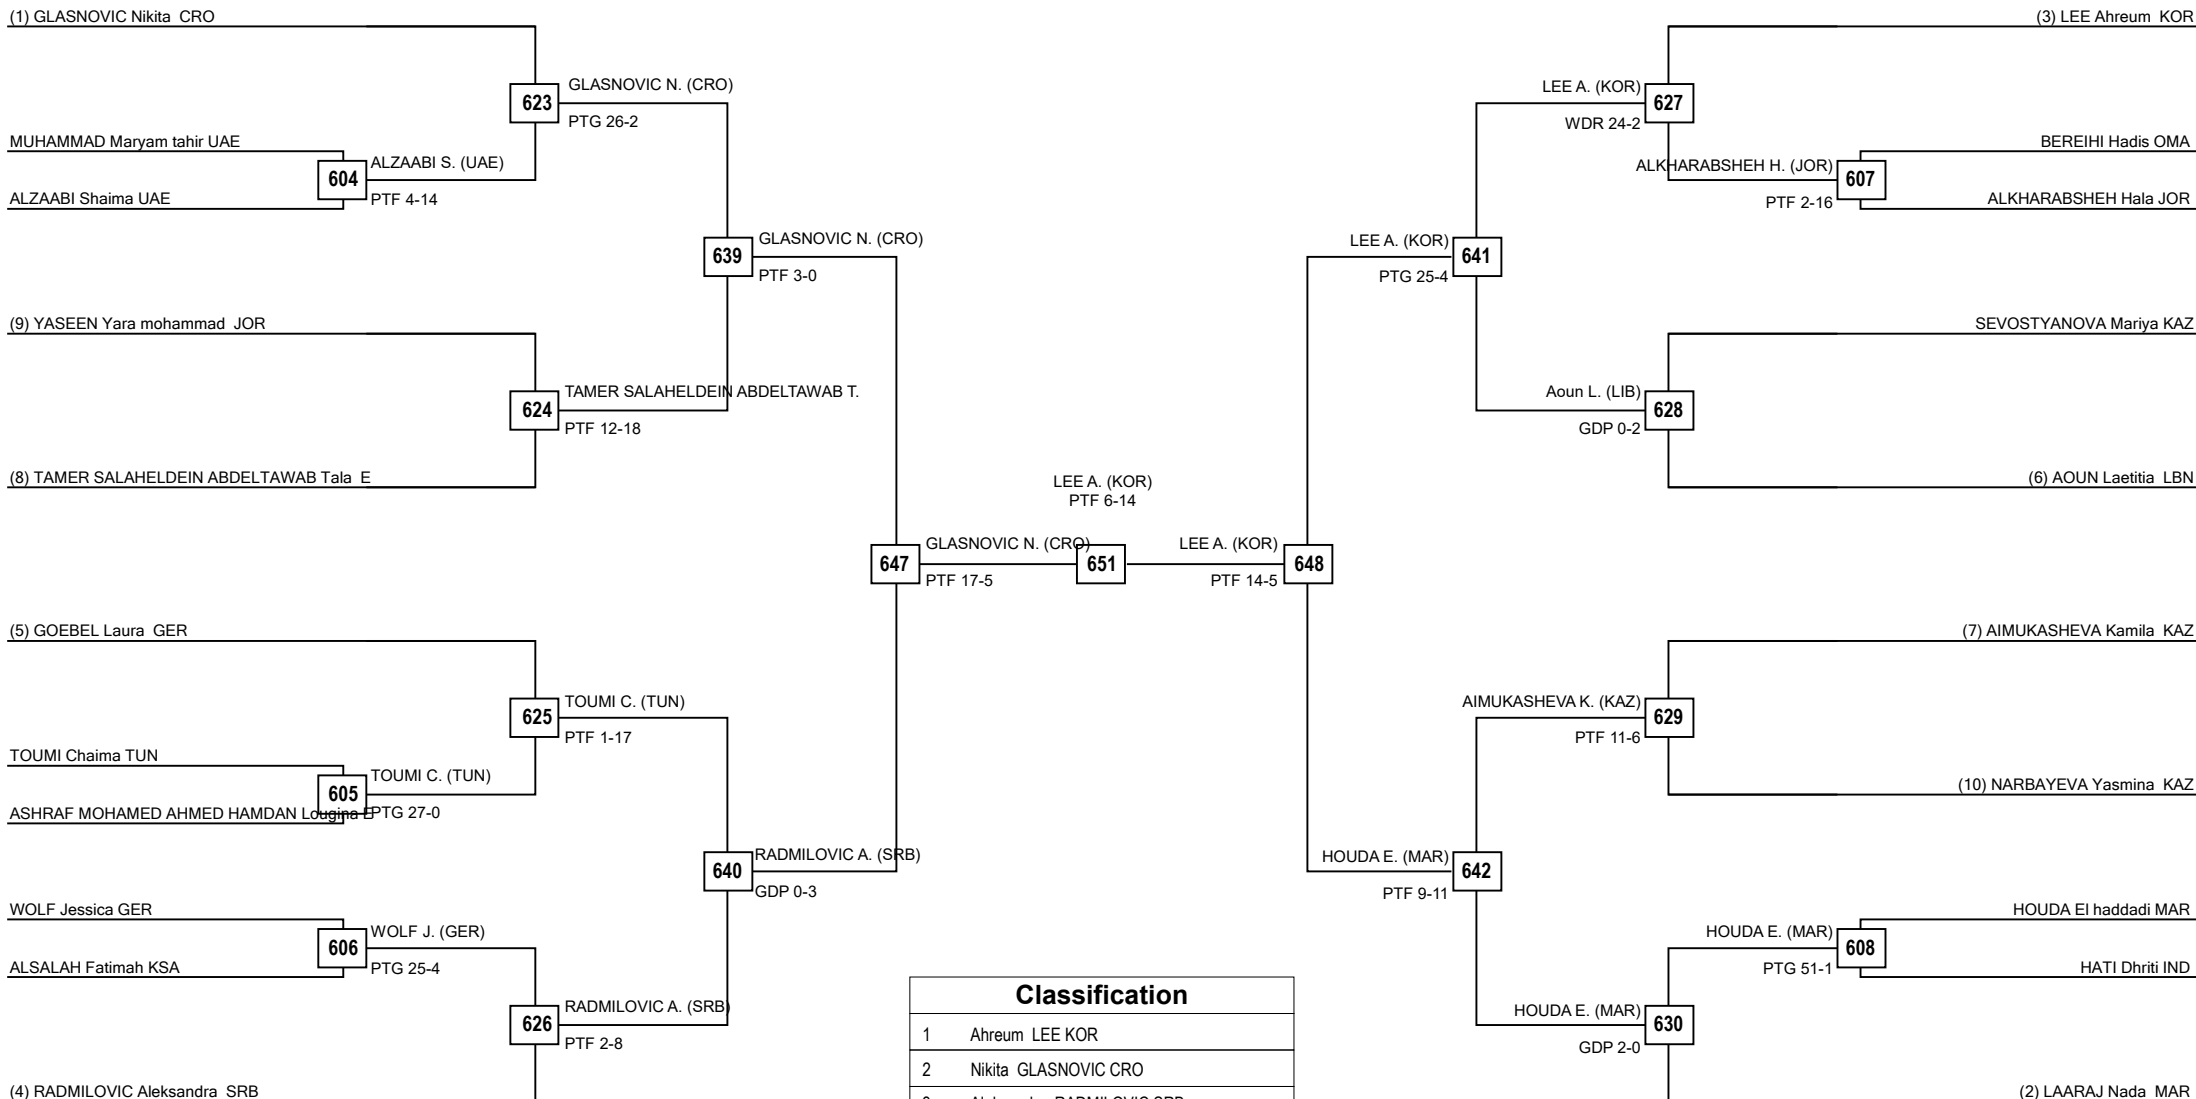 (1) GLASNOVIC Nikita CRO
GLASNOVIC N. (CRO)
623
PTG 26-2
MUHAMMAD Maryam tahir UAE
ALZAABI S. (UAE)
604
ALZAABI Shaima UAE
PTF 4-14
GLASNOVIC N. (CRO)
639
PTF 3-0
(9) YASEEN Yara mohammad JOR
TAMER SALAHELDEIN ABDELTAWAB T.
624
PTF 12-18
(8) TAMER SALAHELDEIN ABDELTAWAB Tala E
GLASNOVIC N. (CRO)
647
PTF 17-5
(5) GOEBEL Laura GER
TOUMI C. (TUN)
625
PTF 1-17
TOUMI Chaima TUN
TOUMI C. (TUN)
605
ASHRAF MOHAMED AHMED HAMDAN Lougina E
PTG 27-0
RADMILOVIC A. (SRB)
640
GDP 0-3
WOLF Jessica GER
WOLF J. (GER)
606
ALSALAH Fatimah KSA
PTG 25-4
RADMILOVIC A. (SRB)
626
PTF 2-8
(4) RADMILOVIC Aleksandra SRB
LEE A. (KOR)
PTF 6-14
651
(3) LEE Ahreum KOR
LEE A. (KOR)
627
WDR 24-2
BEREIHI Hadis OMA
ALKHARABSHEH H. (JOR)
607
PTF 2-16
ALKHARABSHEH Hala JOR
LEE A. (KOR)
641
PTG 25-4
SEVOSTYANOVA Mariya KAZ
Aoun L. (LIB)
628
GDP 0-2
(6) AOUN Laetitia LBN
LEE A. (KOR)
648
PTF 14-5
(7) AIMUKASHEVA Kamila KAZ
AIMUKASHEVA K. (KAZ)
629
PTF 11-6
(10) NARBAYEVA Yasmina KAZ
HOUDA E. (MAR)
642
PTF 9-11
HOUDA El haddadi MAR
HOUDA E. (MAR)
608
PTG 51-1
HATI Dhriti IND
HOUDA E. (MAR)
630
GDP 2-0
(2) LAARAJ Nada MAR
Classification
1 Ahreum LEE KOR
2 Nikita GLASNOVIC CRO
RADMILOVIC SRB